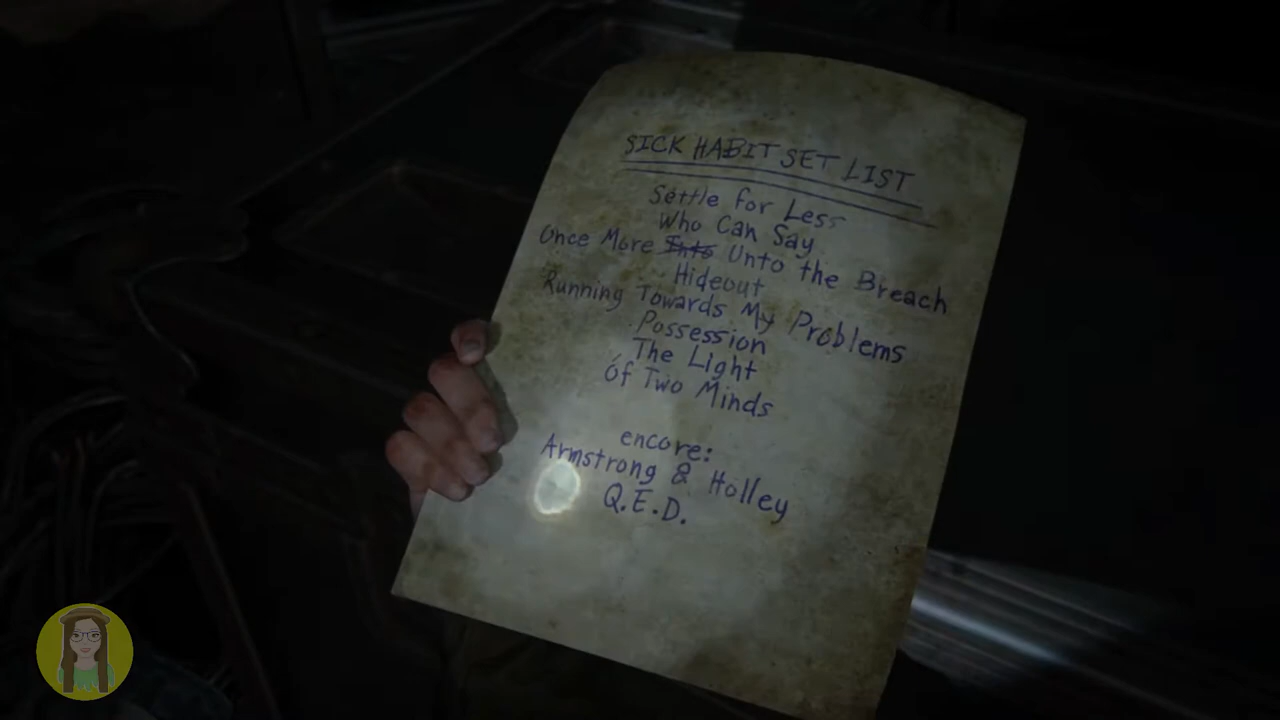 SICK HABIT SET LIST
Settle for Less
Who Can Say
Once More Into Unto the Breach
Hideout
Running Towards My Problems
Possession
The Light
Of Two Minds
encore:
Armstrong & Holley
Q.E.D.